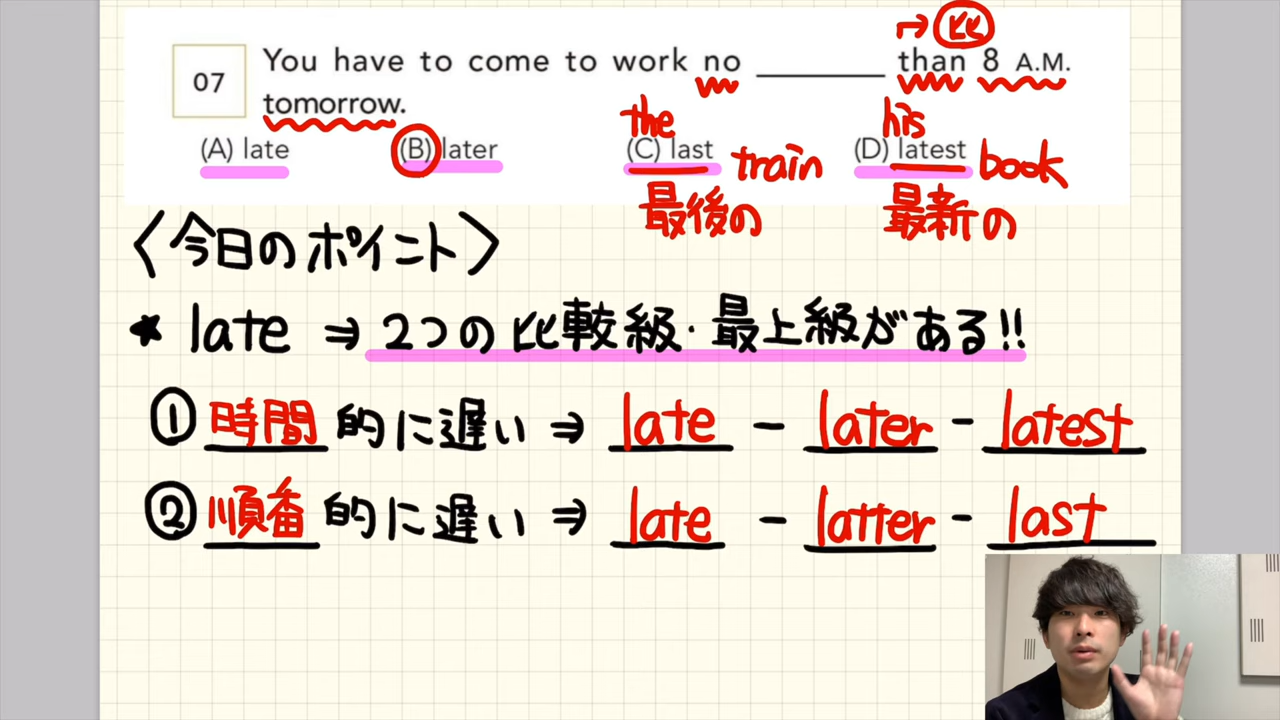 →比
07 You have to come to work no ________ than 8 A.M.
tomorrow.
the his
(A) late (B) later (C) last train (D) latest book
最後の 最新の
〈今日のポイント〉
★ late ⇒ 2つの比較級・最上級がある!!
① 時間的に遅い ⇒ late - later - latest
② 順番的に遅い ⇒ late - latter - last